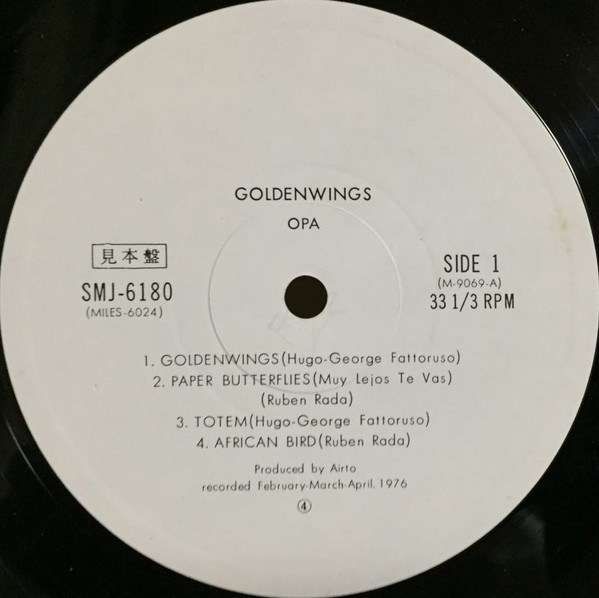 GOLDENWINGS
OPA
見本盤
SMJ-6180
(MILES-6024)
SIDE 1
(M-9069-A)
33 1/3 RPM
1. GOLDENWINGS(Hugo-George Fattoruso)
2. PAPER BUTTERFLIES(Muy Lejos Te Vas)
(Ruben Rada)
3. TOTEM(Hugo-George Fattoruso)
4. AFRICAN BIRD(Ruben Rada)
Produced by Airto
recorded February-March-April, 1976
④